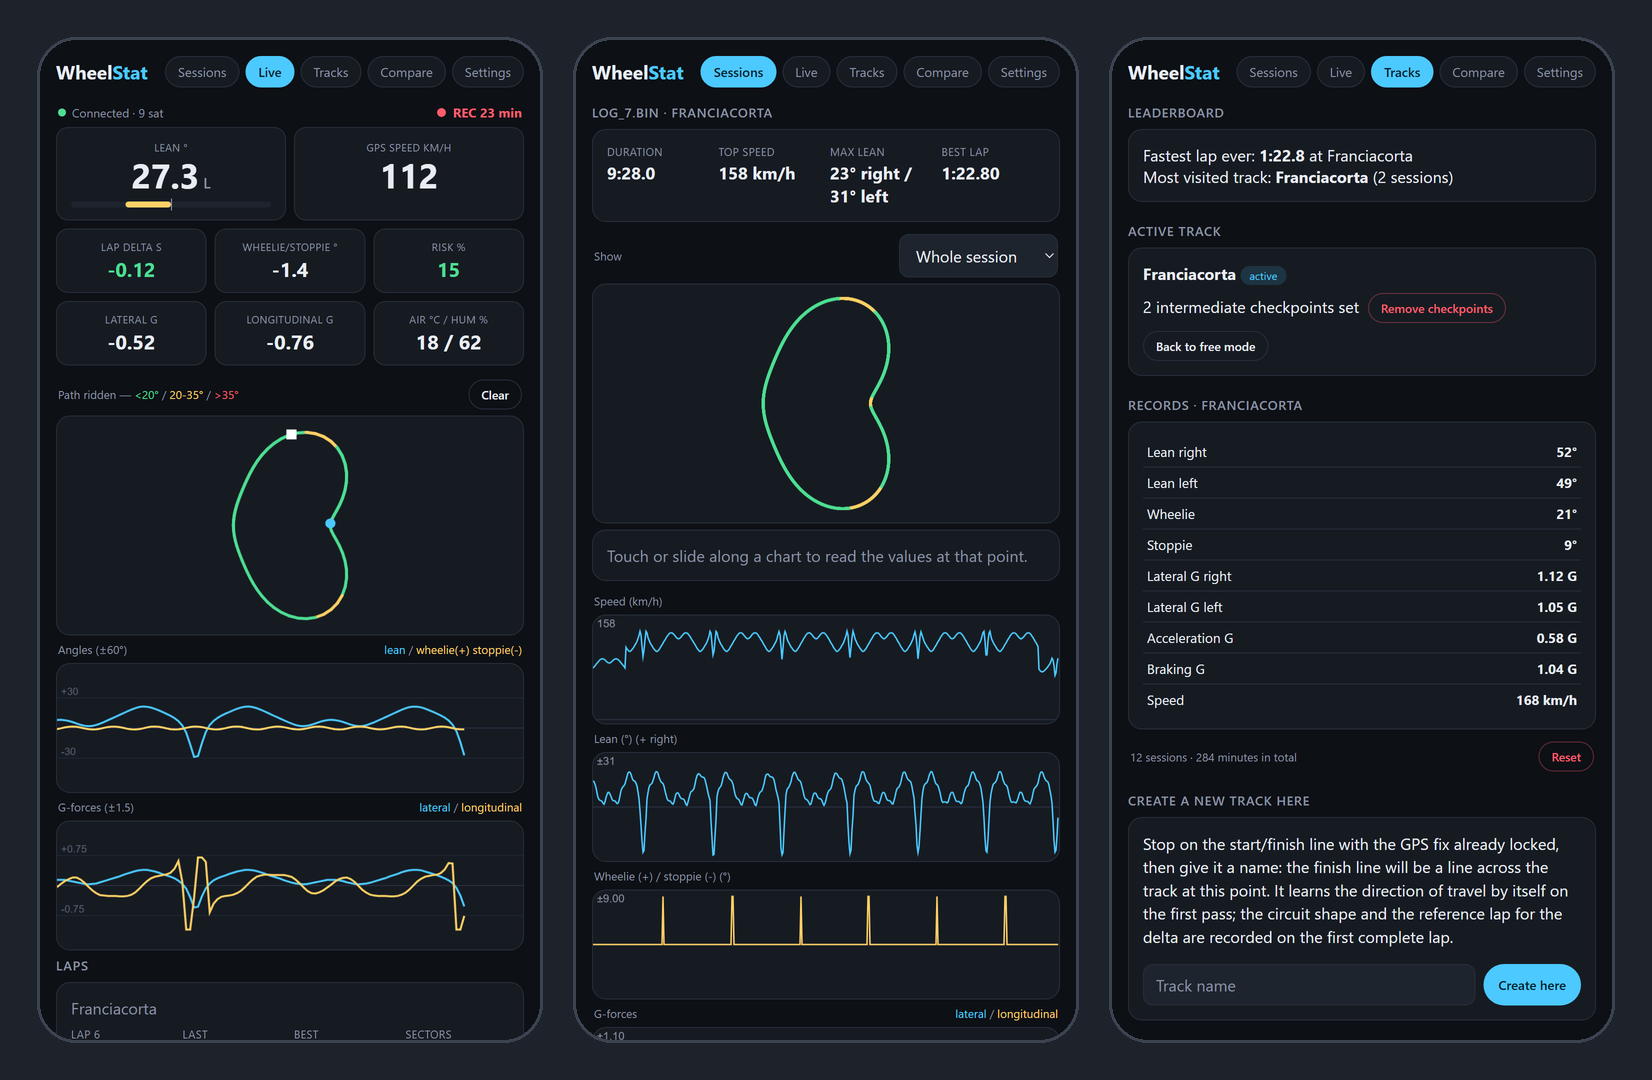 WheelStat
Sessions
Live
Tracks
Compare
Settings
Connected · 9 sat
REC 23 min
LEAN °
27.3 L
GPS SPEED KM/H
112
LAP DELTA S
-0.12
WHEELIE/STOPPIE °
-1.4
RISK %
15
LATERAL G
-0.52
LONGITUDINAL G
-0.76
AIR °C / HUM %
18 / 62
Path ridden — <20° / 20-35° / >35°
Clear
Angles (±60°)
lean / wheelie(+) stoppie(-)
+30
-30
G-forces (±1.5)
lateral / longitudinal
+0.75
-0.75
LAPS
Franciacorta
LAP 6
LAST
BEST
SECTORS
WheelStat
Sessions
Live
Tracks
Compare
Settings
LOG_7.BIN · FRANCIACORTA
DURATION
9:28.0
TOP SPEED
158 km/h
MAX LEAN
23° right /
31° left
BEST LAP
1:22.80
Show
Whole session
Touch or slide along a chart to read the values at that point.
Speed (km/h)
158
Lean (°) (+ right)
±31
Wheelie (+) / stoppie (-) (°)
±9.00
G-forces
lateral / longitudinal
±1.10
WheelStat
Sessions
Live
Tracks
Compare
Settings
LEADERBOARD
Fastest lap ever: 1:22.8 at Franciacorta
Most visited track: Franciacorta (2 sessions)
ACTIVE TRACK
Franciacorta active
2 intermediate checkpoints set
Remove checkpoints
Back to free mode
RECORDS · FRANCIACORTA
Lean right 52°
Lean left 49°
Wheelie 21°
Stoppie 9°
Lateral G right 1.12 G
Lateral G left 1.05 G
Acceleration G 0.58 G
Braking G 1.04 G
Speed 168 km/h
12 sessions · 284 minutes in total
Reset
CREATE A NEW TRACK HERE
Stop on the start/finish line with the GPS fix already locked,
then give it a name: the finish line will be a line across the
track at this point. It learns the direction of travel by itself on
the first pass; the circuit shape and the reference lap for the
delta are recorded on the first complete lap.
Track name
Create here